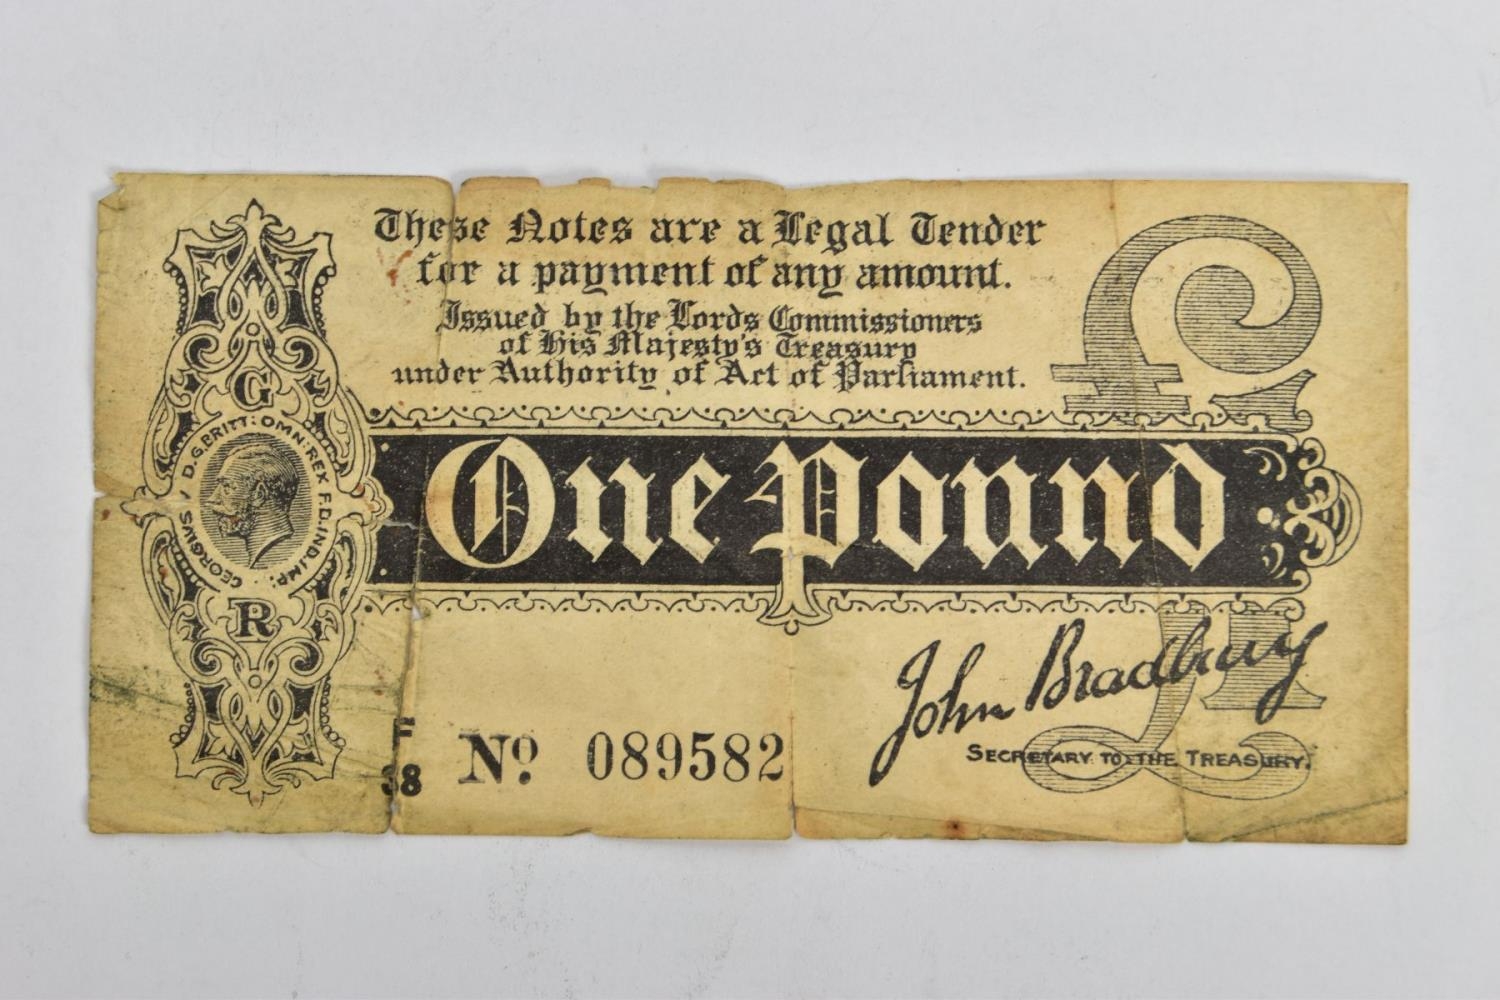 These Notes are a Legal Tender
for a payment of any amount.
Issued by the Lords Commissioners
of His Majesty's Treasury
under Authority of Act of Parliament.
£1
G
GEORGIVS V D.G.BRITT: OMN: REX F.D. IND. IMP:
R
One Pound
John Bradbury
SECRETARY TO THE TREASURY.
38
No. 089582